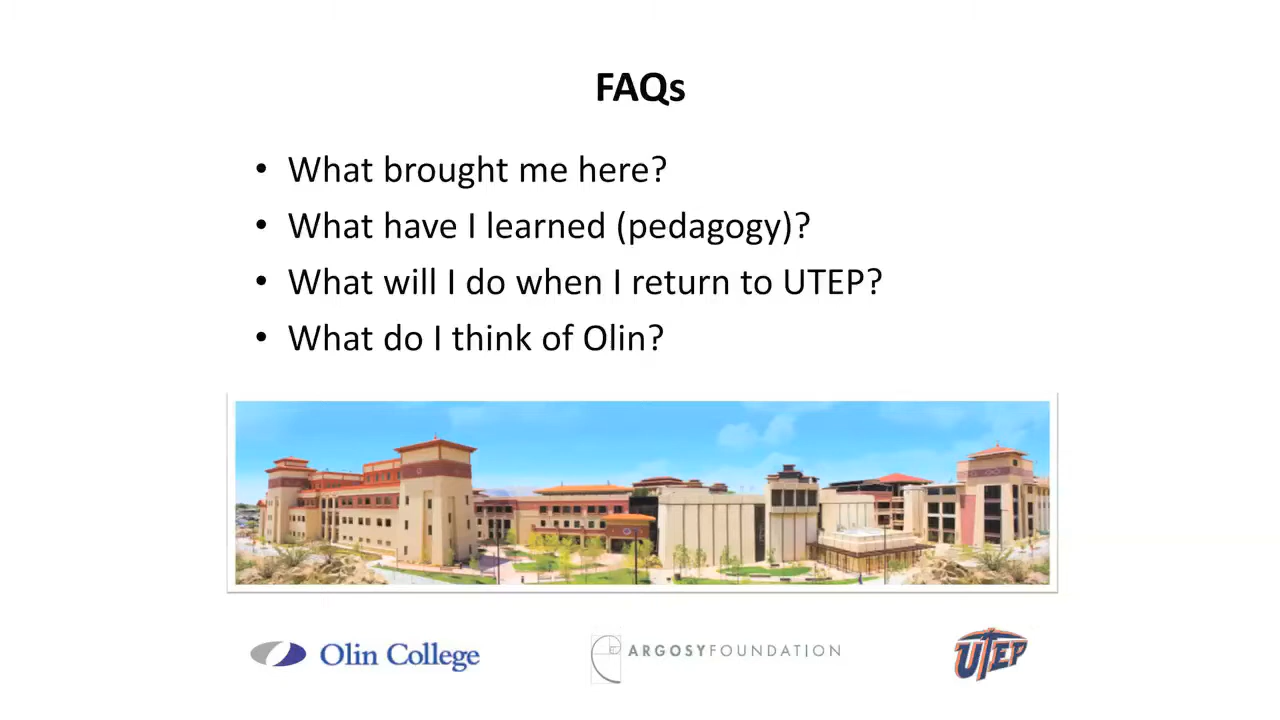 FAQs
• What brought me here?
• What have I learned (pedagogy)?
• What will I do when I return to UTEP?
• What do I think of Olin?
Olin College
ARGOSYFOUNDATION
UTEP